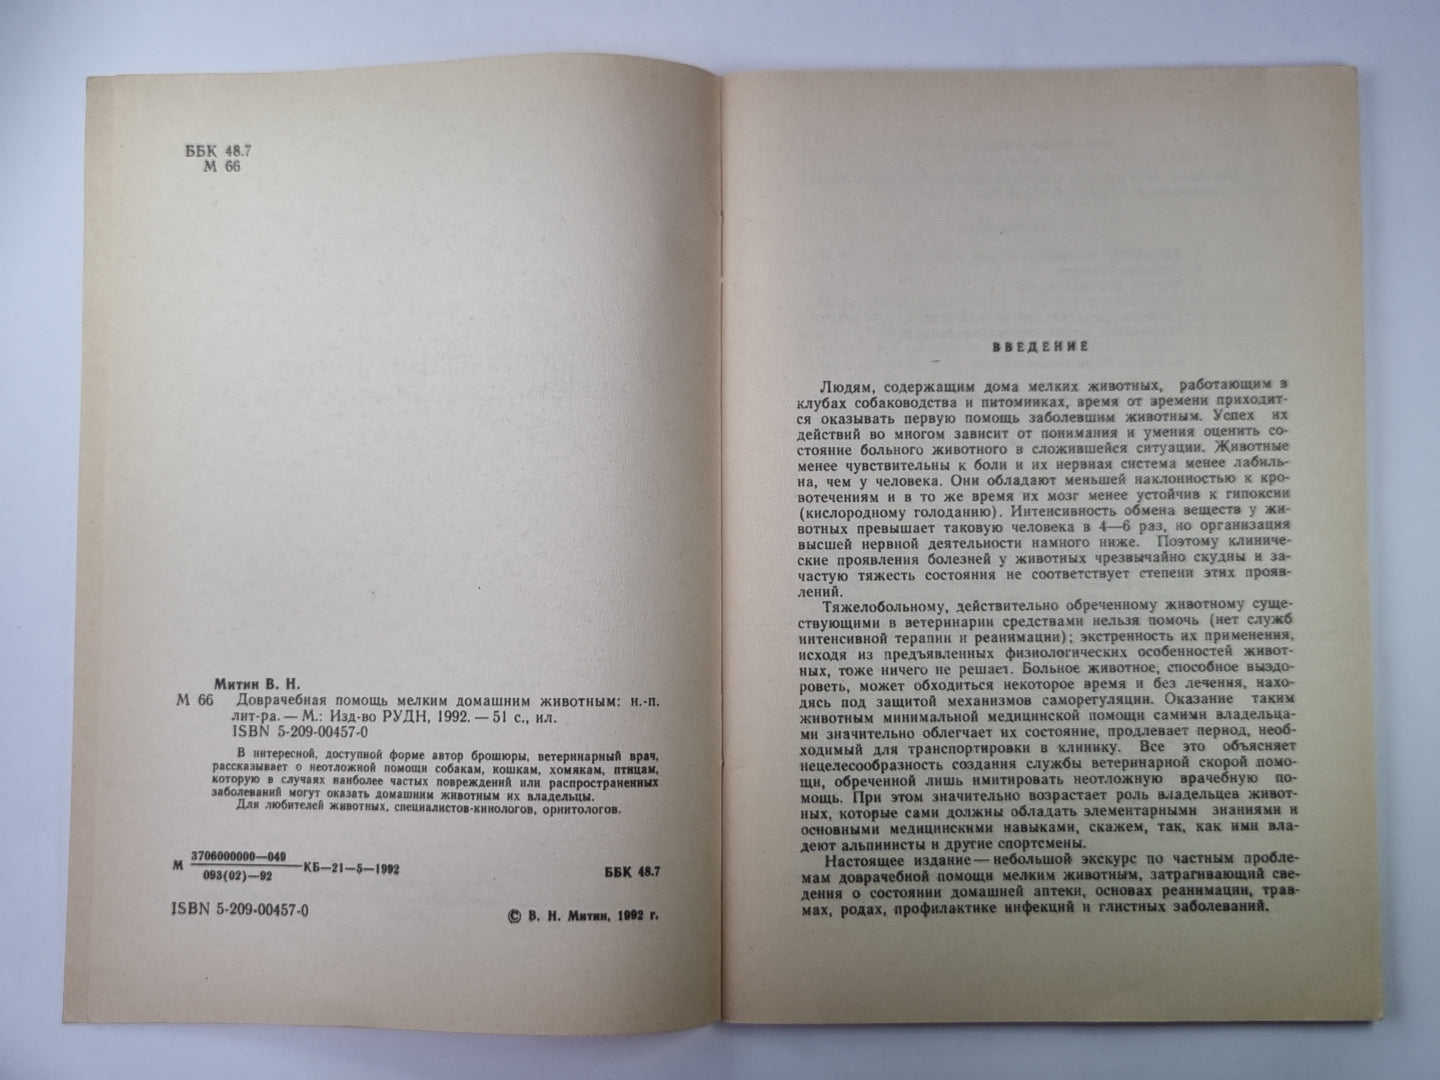 ББК 48.7
М 66
Митин В. Н.
М 66 Доврачебная помощь мелким домашним животным: н.-п.
лит-ра. — М.: Изд-во РУДН, 1992. — 51 с., ил.
ISBN 5-209-00457-0
В интересной, доступной форме автор брошюры, ветеринарный врач,
рассказывает о неотложной помощи собакам, кошкам, хомякам, птицам,
которую в случаях наиболее частых повреждений или распространенных
заболеваний могут оказать домашним животным их владельцы.
Для любителей животных, специалистов-кинологов, орнитологов.
М 3706000000—049
093(02)—92
КБ—21—5—1992
ББК 48.7
ISBN 5-209-00457-0
© В. Н. Митин, 1992 г.
ВВЕДЕНИЕ
Людям, содержащим дома мелких животных, работающим в
клубах собаководства и питомниках, время от времени приходит-
ся оказывать первую помощь заболевшим животным. Успех их
действий во многом зависит от понимания и умения оценить со-
стояние больного животного в сложившейся ситуации. Животные
менее чувствительны к боли и их нервная система менее лабиль-
на, чем у человека. Они обладают меньшей наклонностью к кро-
вотечениям и в то же время их мозг менее устойчив к гипоксии
(кислородному голоданию). Интенсивность обмена веществ у жи-
вотных превышает таковую человека в 4—6 раз, но организация
высшей нервной деятельности намного ниже. Поэтому клиниче-
ские проявления болезней у животных чрезвычайно скудны и за-
частую тяжесть состояния не соответствует степени этих прояв-
лений.
Тяжелобольному, действительно обреченному животному суще-
ствующими в ветеринарии средствами нельзя помочь (нет служб
интенсивной терапии и реанимации); экстренность их применения,
исходя из предъявленных физиологических особенностей живот-
ных, тоже ничего не решает. Больное животное, способное выздо-
роветь, может обходиться некоторое время и без лечения, нахо-
дясь под защитой механизмов саморегуляции. Оказание таким
животным минимальной медицинской помощи самими владельца-
ми значительно облегчает их состояние, продлевает период, необ-
ходимый для транспортировки в клинику. Все это объясняет
нецелесообразность создания службы ветеринарной скорой помо-
щи, обреченной лишь имитировать неотложную врачебную по-
мощь. При этом значительно возрастает роль владельцев живот-
ных, которые сами должны обладать элементарными знаниями и
основными медицинскими навыками, скажем, так, как ими вла-
деют альпинисты и другие спортсмены.
Настоящее издание — небольшой экскурс по частным пробле-
мам доврачебной помощи мелким животным, затрагивающий све-
дения о состоянии домашней аптеки, основах реанимации, трав-
мах, родах, профилактике инфекций и глистных заболеваний.